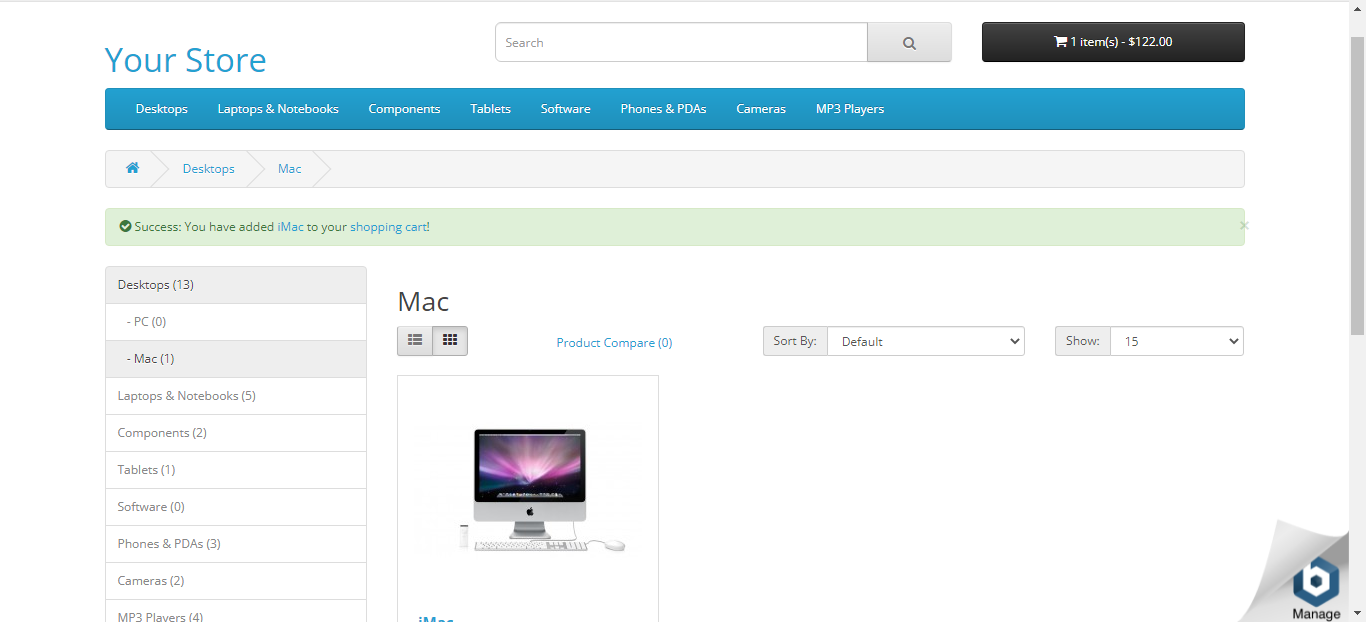 Your Store
Search
1 item(s) - $122.00
Desktops
Laptops & Notebooks
Components
Tablets
Software
Phones & PDAs
Cameras
MP3 Players
Desktops
Mac
Success: You have added iMac to your shopping cart!
×
Desktops (13)
- PC (0)
- Mac (1)
Laptops & Notebooks (5)
Components (2)
Tablets (1)
Software (0)
Phones & PDAs (3)
Cameras (2)
MP3 Players (4)
Mac
Product Compare (0)
Sort By:
Default
Show:
15
iMac
Manage